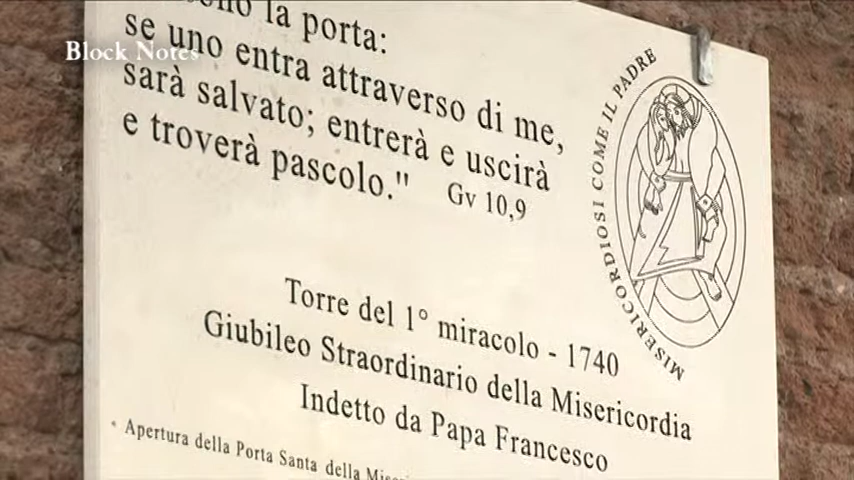 la porta:
se uno entra attraverso di me,
sarà salvato; entrerà e uscirà
e troverà pascolo."
Gv 10,9
MISERICORDIOSI COME IL PADRE
Torre del 1° miracolo - 1740
Giubileo Straordinario della Misericordia
Indetto da Papa Francesco
* Apertura della Porta Santa della
Block Notes